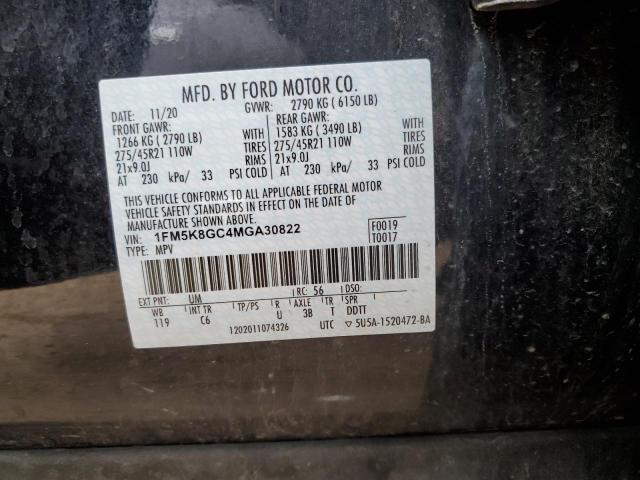 MFD. BY FORD MOTOR CO.
DATE: 11/20 GVWR: 2790 KG ( 6150 LB)
FRONT GAWR: REAR GAWR:
1266 KG ( 2790 LB) WITH 1583 KG ( 3490 LB) WITH
275/45R21 110W TIRES 275/45R21 110W TIRES
21x9.0J RIMS 21x9.0J RIMS
AT 230 kPa/ 33 PSI COLD AT 230 kPa/ 33 PSI COLD
THIS VEHICLE CONFORMS TO ALL APPLICABLE FEDERAL MOTOR
VEHICLE SAFETY STANDARDS IN EFFECT ON THE DATE OF
MANUFACTURE SHOWN ABOVE.
VIN: 1FM5K8GC4MGA30822 F0019
TYPE: MPV T0017
EXT PNT: UM RC: 56 DSO:
WB INT TR TP/PS R AXLE TR SPR
119 C6 U 3B T DDTT
1202011074326 UTC ▽ 5U5A-1520472-BA